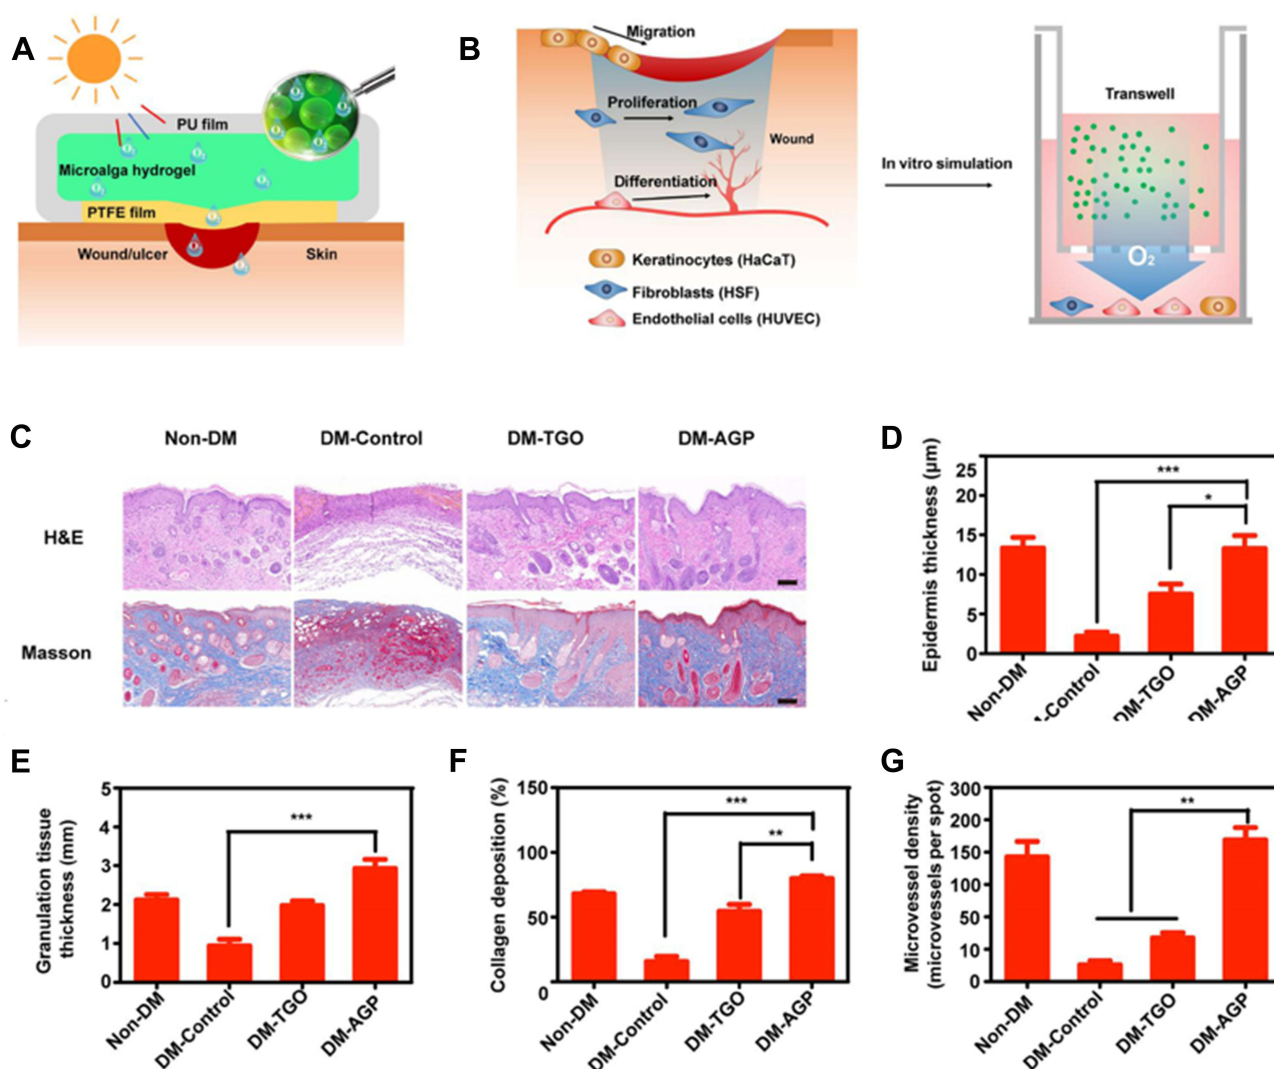 A
PU film
Microalga hydrogel
PTFE film
Wound/ulcer
Skin
B
Migration
Proliferation
Wound
Differentiation
Keratinocytes (HaCaT)
Fibroblasts (HSF)
Endothelial cells (HUVEC)
In vitro simulation
Transwell
O₂
C
Non-DM
DM-Control
DM-TGO
DM-AGP
H&E
Masson
D
Epidermis thickness (μm)
25
20
15
10
5
0
***
*
Non-DM
M-Control
DM-TGO
DM-AGP
E
Granulation tissue
thickness (mm)
5
4
3
2
1
0
***
Non-DM
DM-Control
DM-TGO
DM-AGP
F
Collagen deposition (%)
150
100
50
0
***
**
Non-DM
DM-Control
DM-TGO
DM-AGP
G
Microvessel density
(microvessels per spot)
300
200
150
100
50
10
0
**
Non-DM
DM-Control
DM-TGO
DM-AGP